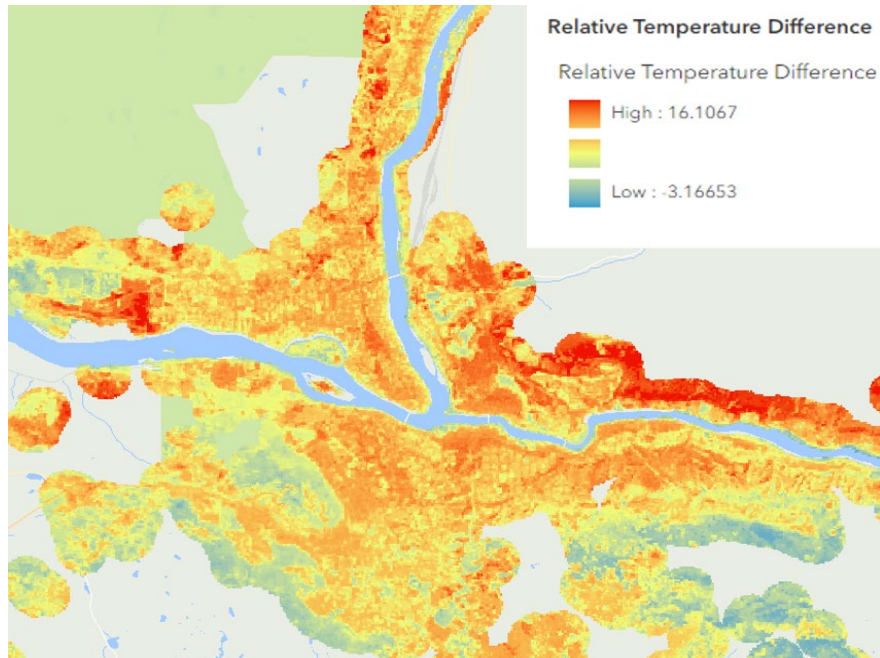 Relative Temperature Difference
Relative Temperature Difference
High : 16.1067
Low : -3.16653